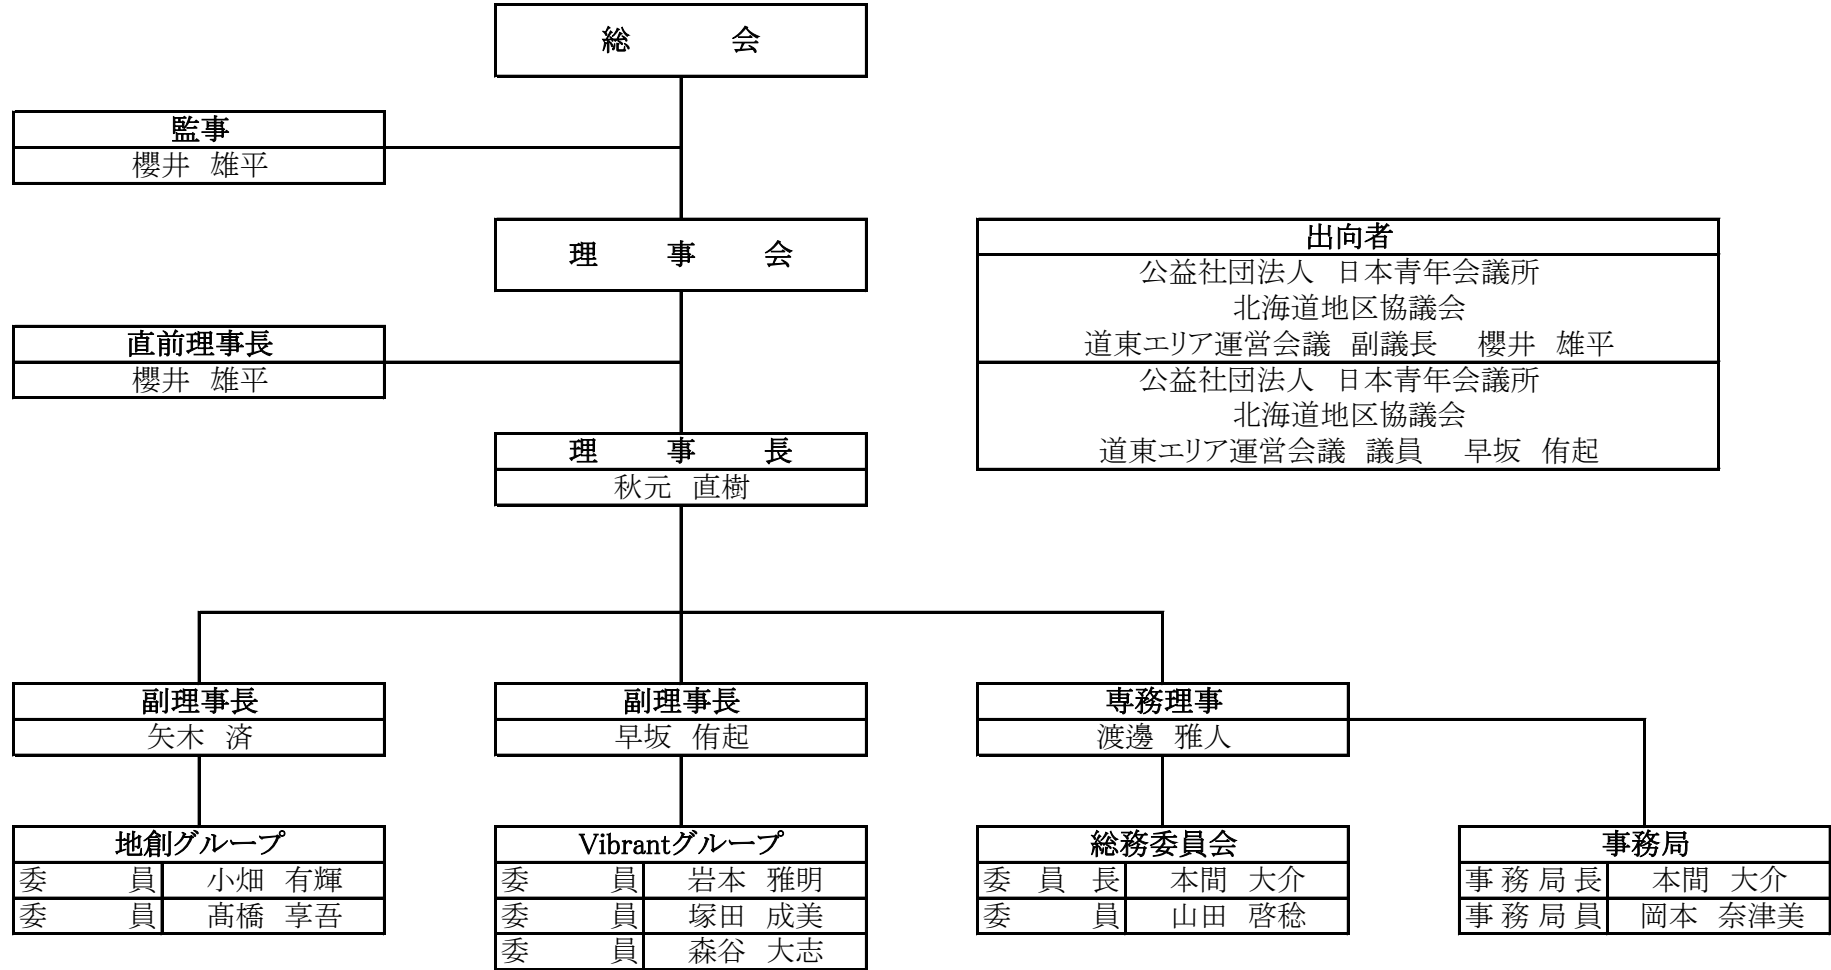 総　会
監事
櫻井 雄平
理　事　会
直前理事長
櫻井 雄平
理　事　長
秋元 直樹
出向者
公益社団法人 日本青年会議所
北海道地区協議会
道東エリア運営会議 副議長　櫻井 雄平
公益社団法人 日本青年会議所
北海道地区協議会
道東エリア運営会議 議員　早坂 侑起
副理事長
矢木 済
副理事長
早坂 侑起
専務理事
渡邊 雅人
地創グループ
委　員 小畑 有輝
委　員 髙橋 享吾
Vibrantグループ
委　員 岩本 雅明
委　員 塚田 成美
委　員 森谷 大志
総務委員会
委 員 長 本間 大介
委　員 山田 啓稔
事務局
事務局長 本間 大介
事務局員 岡本 奈津美